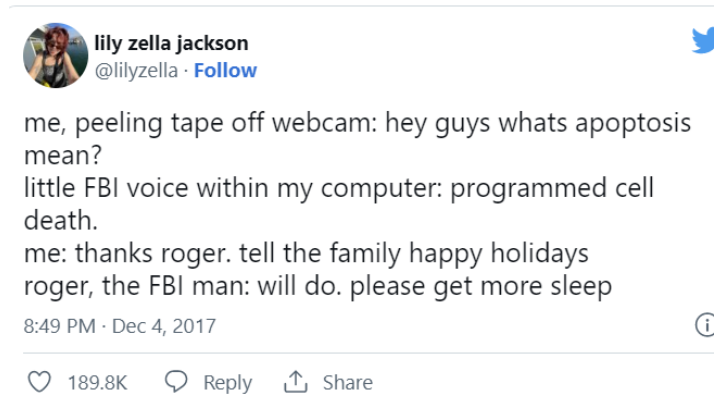 lily zella jackson
@lilyzella · Follow
me, peeling tape off webcam: hey guys whats apoptosis
mean?
little FBI voice within my computer: programmed cell
death.
me: thanks roger. tell the family happy holidays
roger, the FBI man: will do. please get more sleep
8:49 PM · Dec 4, 2017
189.8K Reply Share